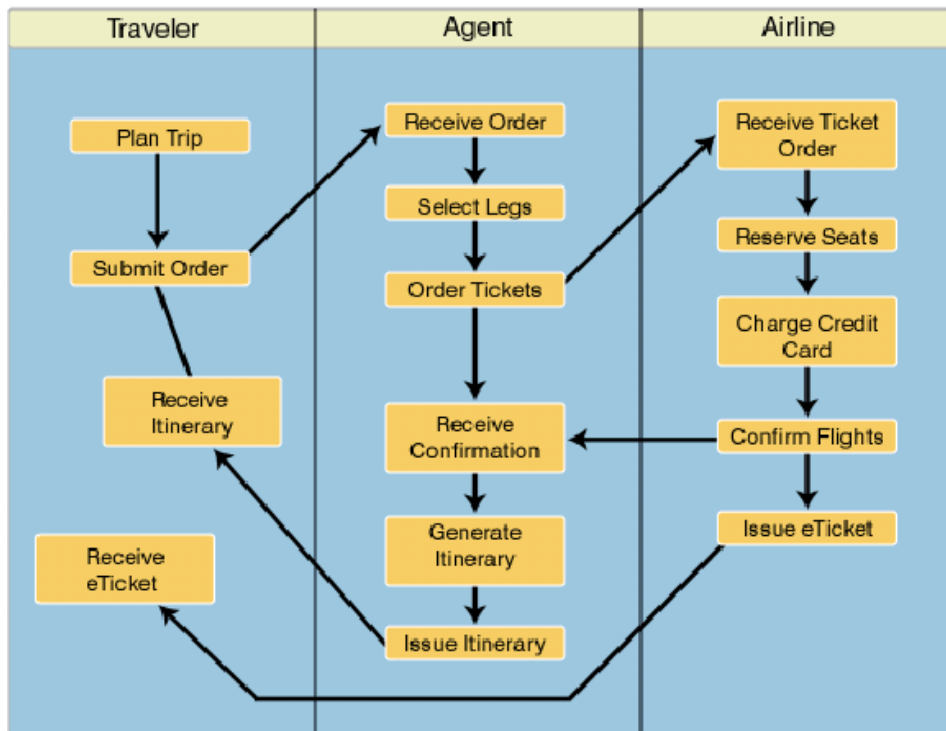 Traveler
Agent
Airline
Plan Trip
Submit Order
Receive
Itinerary
Receive
eTicket
Receive Order
Select Legs
Order Tickets
Receive
Confirmation
Generate
Itinerary
Issue Itinerary
Receive Ticket
Order
Reserve Seats
Charge Credit
Card
Confirm Flights
Issue eTicket